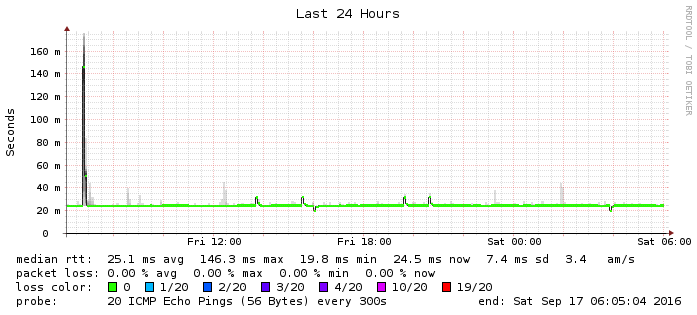 Last 24 Hours
RRDTOOL / TOBI OETIKER
Seconds
160 m
140 m
120 m
100 m
80 m
60 m
40 m
20 m
0
Fri 12:00 Fri 18:00 Sat 00:00 Sat 06:00
median rtt: 25.1 ms avg 146.3 ms max 19.8 ms min 24.5 ms now 7.4 ms sd 3.4 am/s
packet loss: 0.00 % avg 0.00 % max 0.00 % min 0.00 % now
loss color: 0 1/20 2/20 3/20 4/20 10/20 19/20
probe: 20 ICMP Echo Pings (56 Bytes) every 300s end: Sat Sep 17 06:05:04 2016